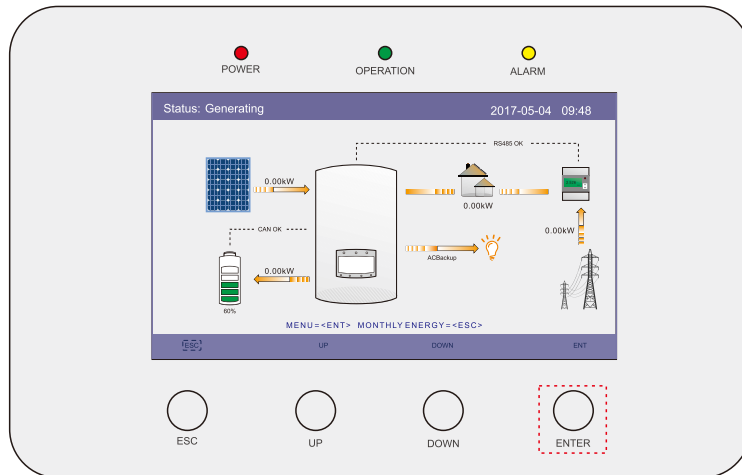 POWER
OPERATION
ALARM
Status: Generating
2017-05-04 09:48
RS485 OK
0.00kW
0.00kW
CAN OK
0.00kW
0.00kW
ACBackup
60%
MENU=<ENT> MONTHLY ENERGY=<ESC>
ESC
UP
DOWN
ENT
ESC
UP
DOWN
ENTER